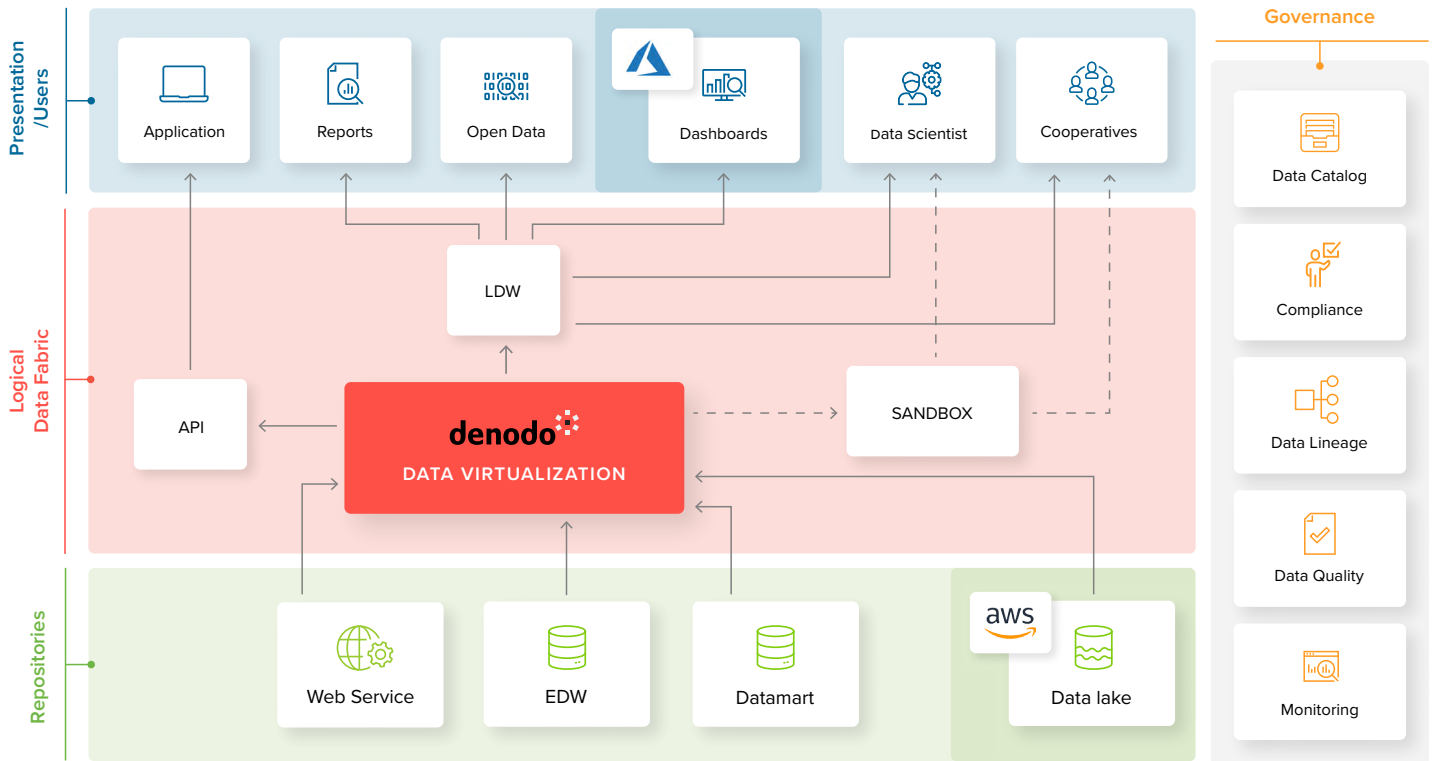 Presentation
/Users
Application
Reports
Open Data
Dashboards
Data Scientist
Cooperatives
Logical
Data Fabric
LDW
API
denodo
DATA VIRTUALIZATION
SANDBOX
Repositories
Web Service
EDW
Datamart
aws
Data lake
Governance
Data Catalog
Compliance
Data Lineage
Data Quality
Monitoring